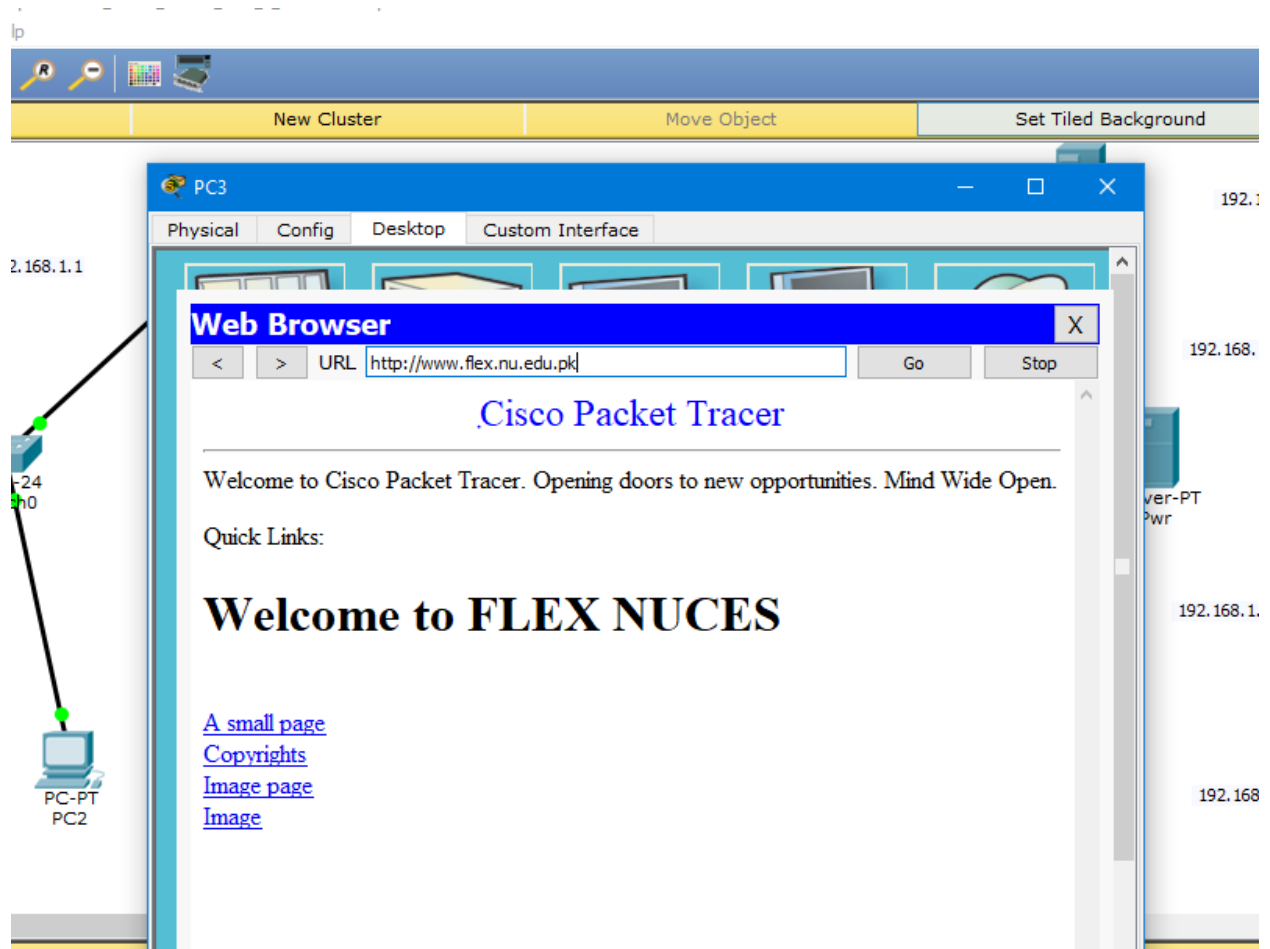 lp
R
New Cluster
Move Object
Set Tiled Background
PC3
192.1
Physical
Config
Desktop
Custom Interface
2.168.1.1
Web Browser
X
<
>
URL
http://www.flex.nu.edu.pk
Go
Stop
192.168.
Cisco Packet Tracer
Welcome to Cisco Packet Tracer. Opening doors to new opportunities. Mind Wide Open.
-24
ch0
ver-PT
Pwr
Quick Links:
Welcome to FLEX NUCES
192.168.1.
A small page
Copyrights
Image page
Image
PC-PT
PC2
192.168